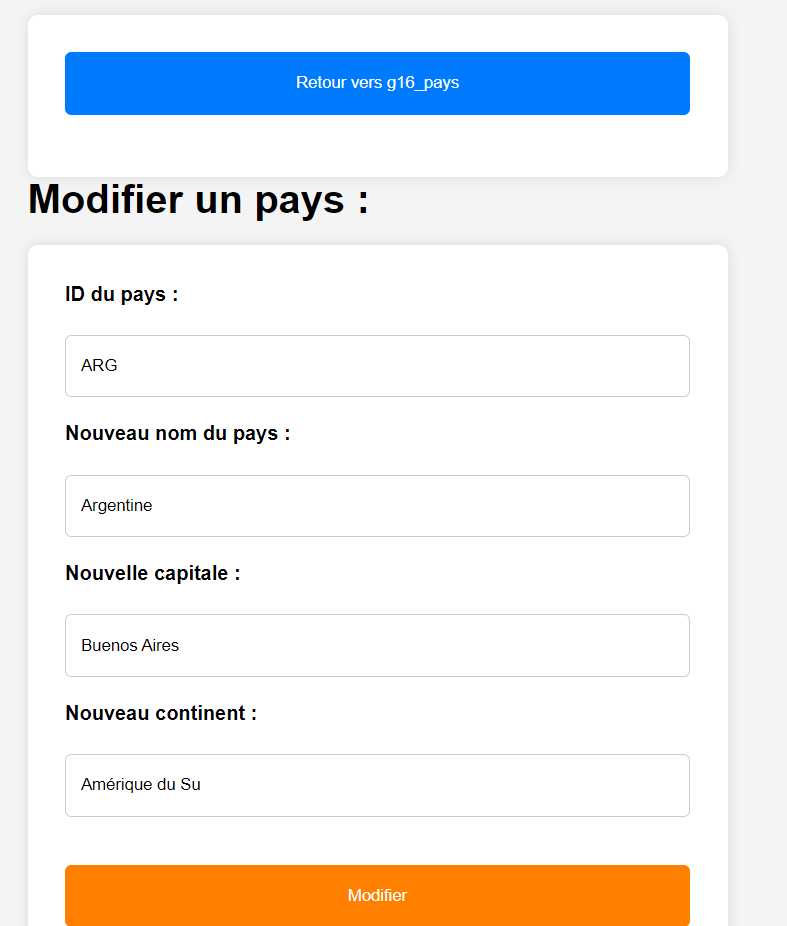 Retour vers g16_pays
Modifier un pays :
ID du pays :
ARG
Nouveau nom du pays :
Argentine
Nouvelle capitale :
Buenos Aires
Nouveau continent :
Amérique du Su
Modifier